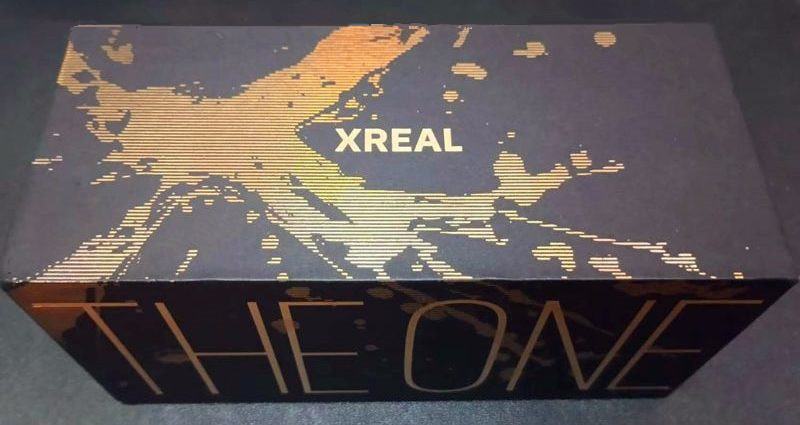 XREAL
THE ONE